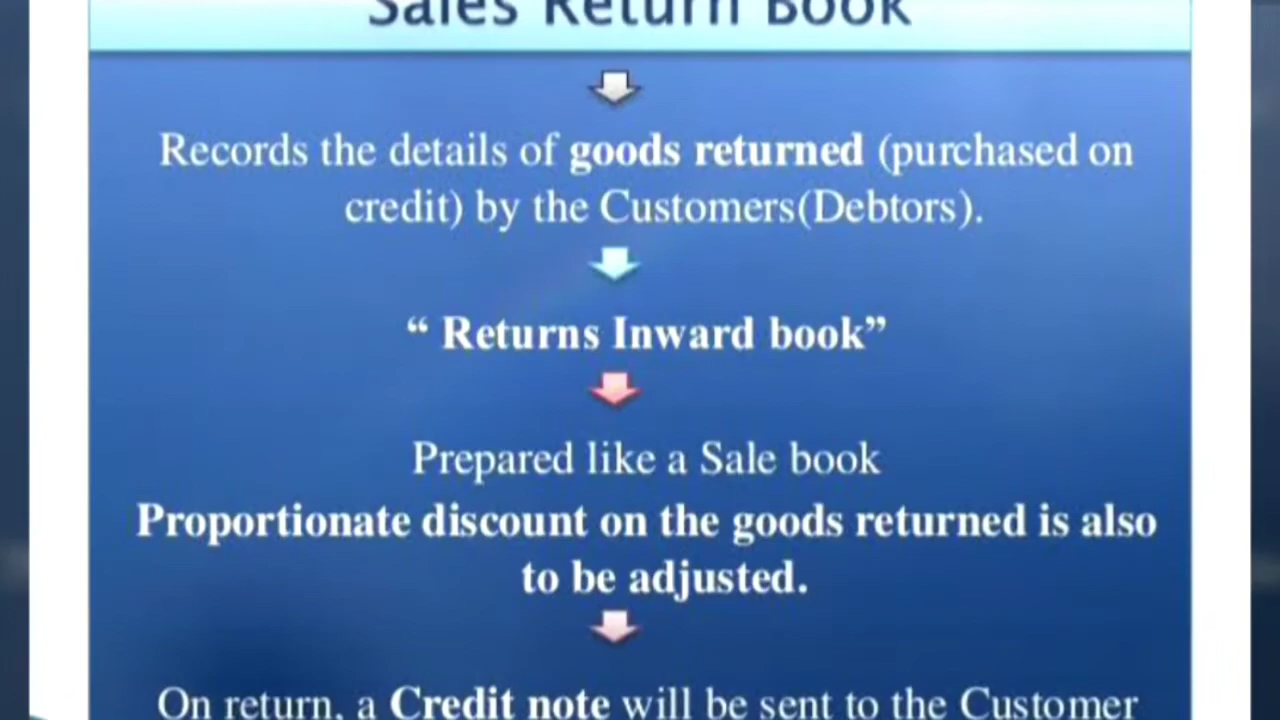 Sales Return Book
Records the details of goods returned (purchased on
credit) by the Customers(Debtors).
“ Returns Inward book”
Prepared like a Sale book
Proportionate discount on the goods returned is also
to be adjusted.
On return, a Credit note will be sent to the Customer